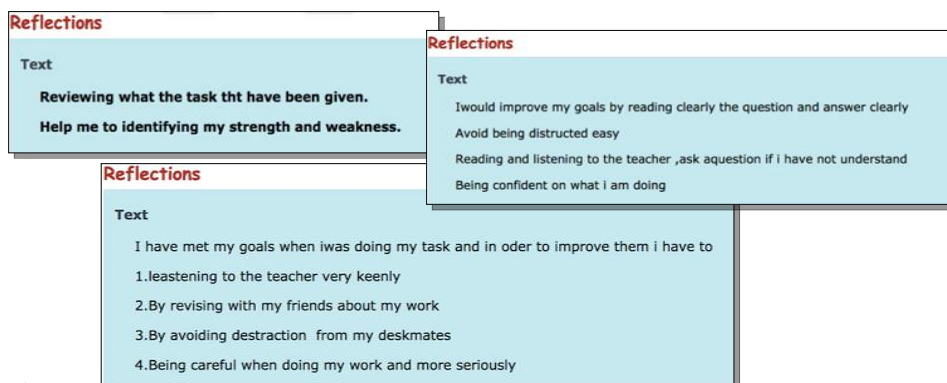 Reflections
Text
Reviewing what the task tht have been given.
Help me to identifying my strength and weakness.
Reflections
Text
Iwould improve my goals by reading clearly the question and answer clearly
Avoid being distructed easy
Reading and listening to the teacher ,ask aquestion if i have not understand
Being confident on what i am doing
Reflections
Text
I have met my goals when iwas doing my task and in oder to improve them i have to
1.leastening to the teacher very keenly
2.By revising with my friends about my work
3.By avoiding destraction from my deskmates
4.Being careful when doing my work and more seriously